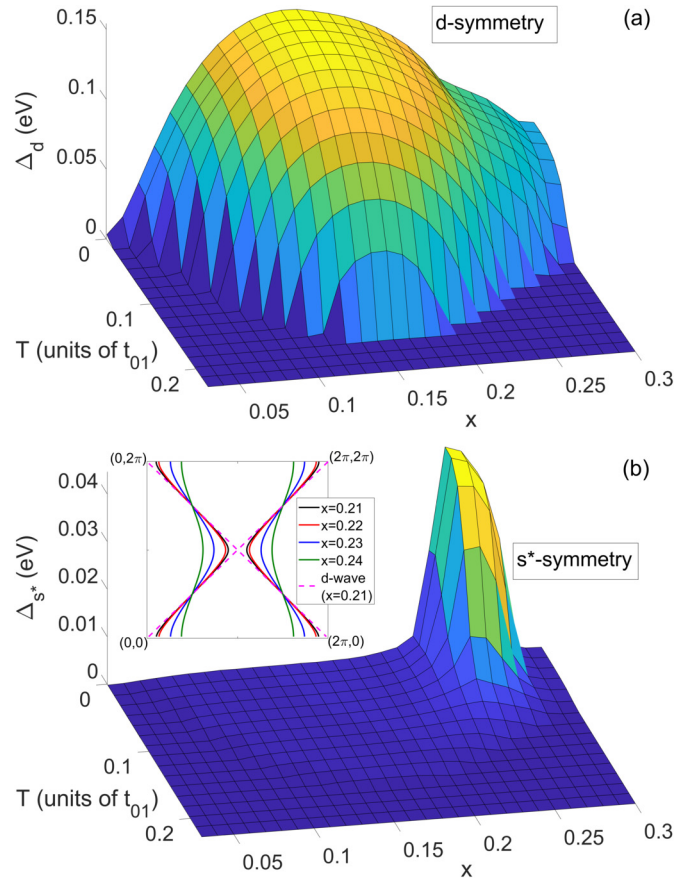 0.15
d-symmetry
(a)
0.1
Δd (eV)
0.05
0
0
0.1
T (units of t01)
0.2
0.05
0.1
0.15
0.2
0.25
0.3
x
(b)
(0,2π)
(2π,2π)
0.04
x=0.21
x=0.22
x=0.23
x=0.24
d-wave
(x=0.21)
0.03
s*-symmetry
Δs* (eV)
0.02
0.01
(0,0)
(2π,0)
0
0
0.1
T (units of t01)
0.2
0.05
0.1
0.15
0.2
0.25
0.3
x